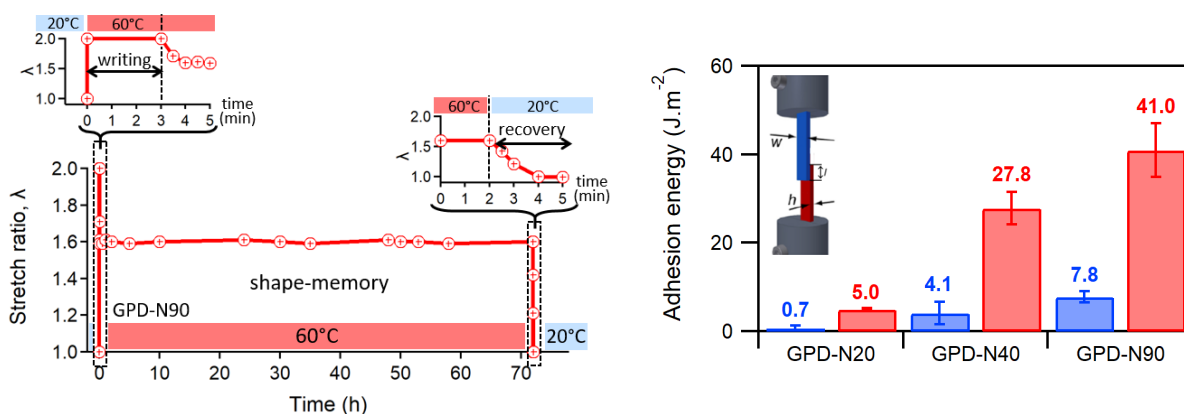 20°C 60°C
2.0
writing
λ 1.5
1.0
0 1 2 3 4 5
time
(min)
60°C 20°C
2.0
recovery
λ 1.5
1.0
0 1 2 3 4 5
time
(min)
Stretch ratio, λ
2.0
1.8
1.6
1.4
1.2
1.0
shape-memory
GPD-N90
60°C 20°C
0 10 20 30 40 50 60 70
Time (h)
Adhesion energy (J.m-2)
60
40
20
0
w
l
h
0.7 5.0
4.1 27.8
7.8 41.0
GPD-N20 GPD-N40 GPD-N90